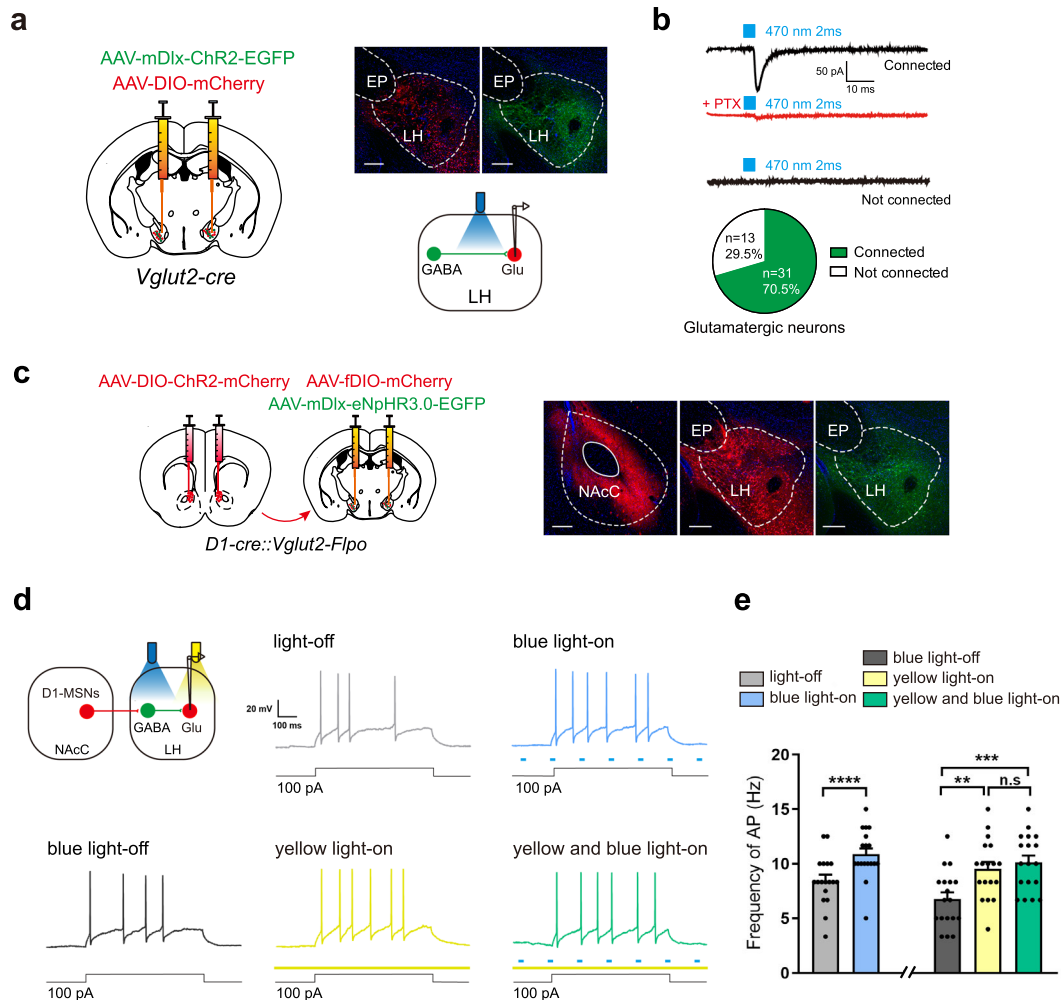 a
AAV-mDlx-ChR2-EGFP
AAV-DIO-mCherry
Vglut2-cre
EP
LH
GABA
Glu
LH
b
470 nm 2ms
Connected
50 pA
10 ms
+ PTX
470 nm 2ms
470 nm 2ms
Not connected
n=13
29.5%
n=31
70.5%
Connected
Not connected
Glutamatergic neurons
c
AAV-DIO-ChR2-mCherry
AAV-fDIO-mCherry
AAV-mDlx-eNpHR3.0-EGFP
D1-cre::Vglut2-Flpo
NAcC
EP
LH
EP
LH
d
D1-MSNs
GABA
Glu
NAcC
LH
light-off
20 mV
100 ms
100 pA
blue light-on
100 pA
blue light-off
100 pA
yellow light-on
100 pA
yellow and blue light-on
100 pA
e
light-off
blue light-on
blue light-off
yellow light-on
yellow and blue light-on
Frequency of AP (Hz)
20
15
10
5
0
****
***
**
n.s